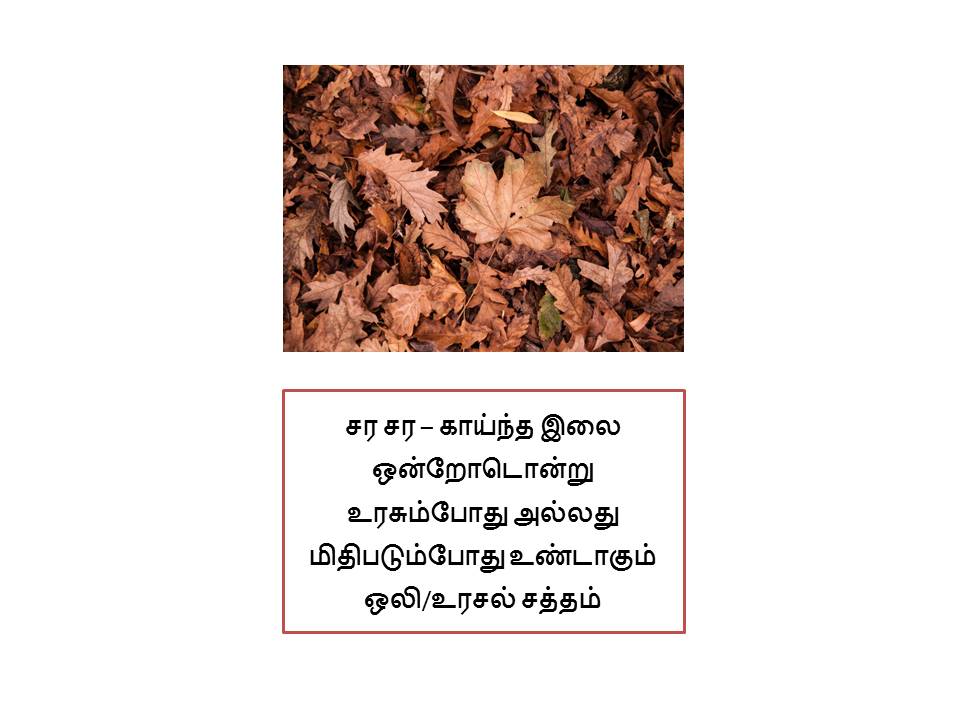 சர சர – காய்ந்த இலை
ஒன்றோடொன்று
உரசும்போது அல்லது
மிதிபடும்போது உண்டாகும்
ஒலி/உரசல் சத்தம்